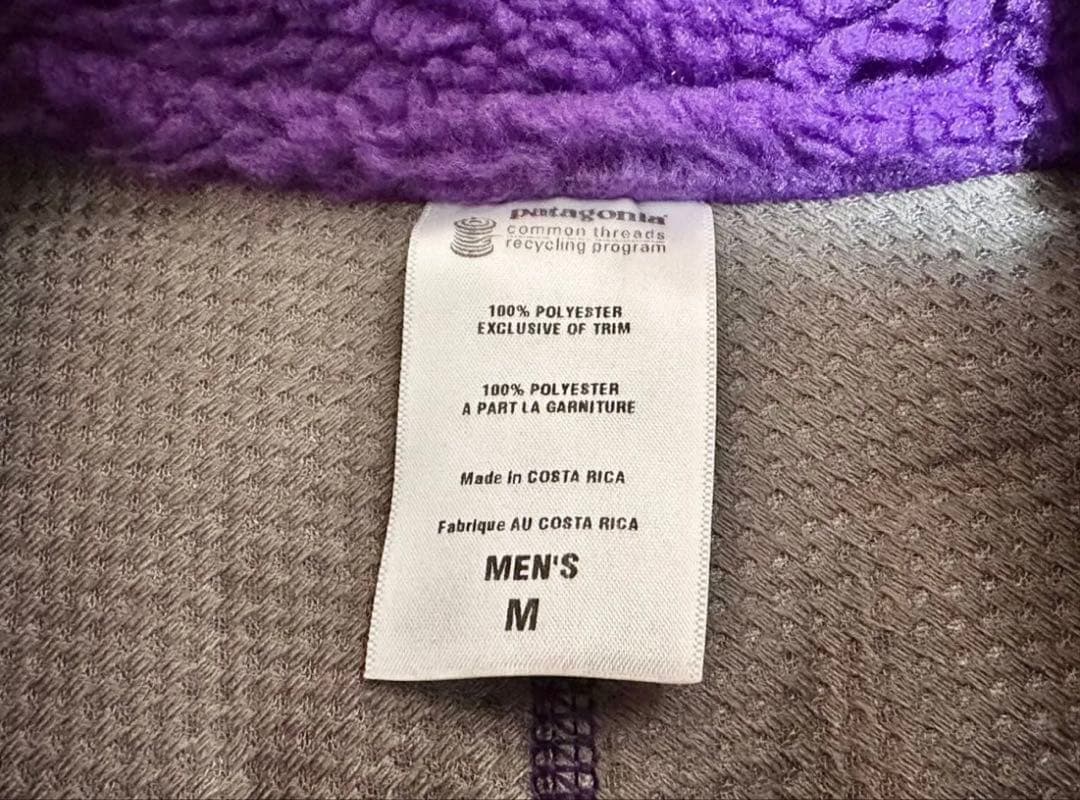 patagonia
common threads
recycling program
100% POLYESTER
EXCLUSIVE OF TRIM
100% POLYESTER
A PART LA GARNITURE
Made in COSTA RICA
Fabrique AU COSTA RICA
MEN'S
M